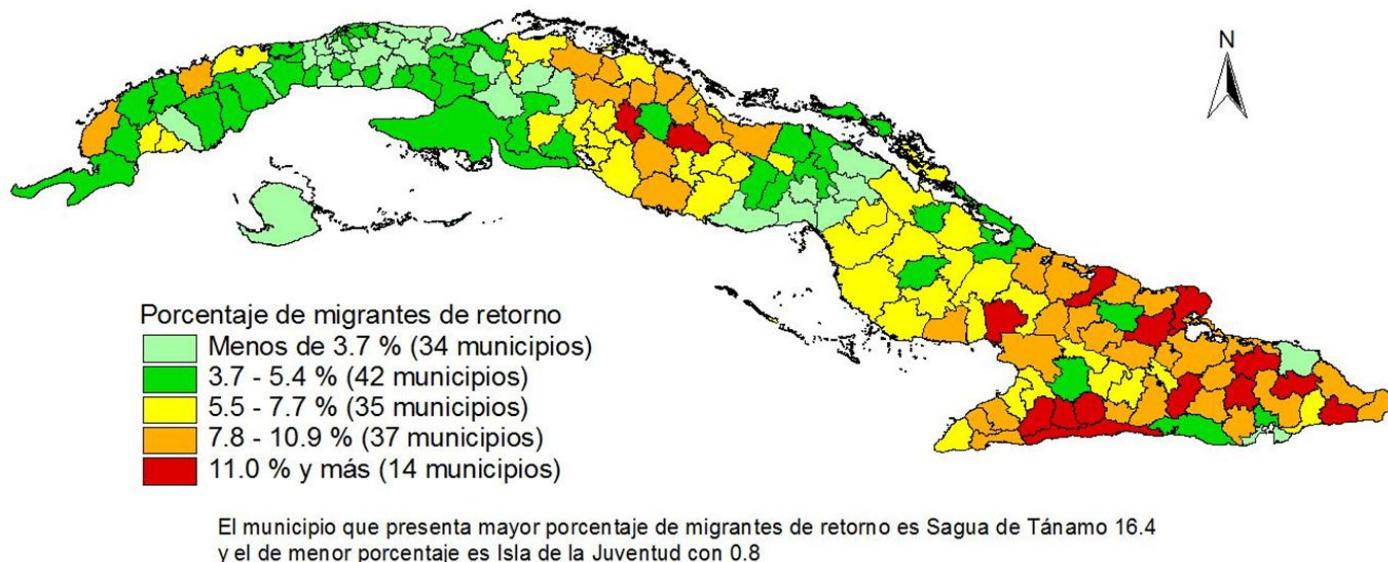 N
Porcentaje de migrantes de retorno
Menos de 3.7 % (34 municipios)
3.7 - 5.4 % (42 municipios)
5.5 - 7.7 % (35 municipios)
7.8 - 10.9 % (37 municipios)
11.0 % y más (14 municipios)
El municipio que presenta mayor porcentaje de migrantes de retorno es Sagua de Tánamo 16.4
y el de menor porcentaje es Isla de la Juventud con 0.8